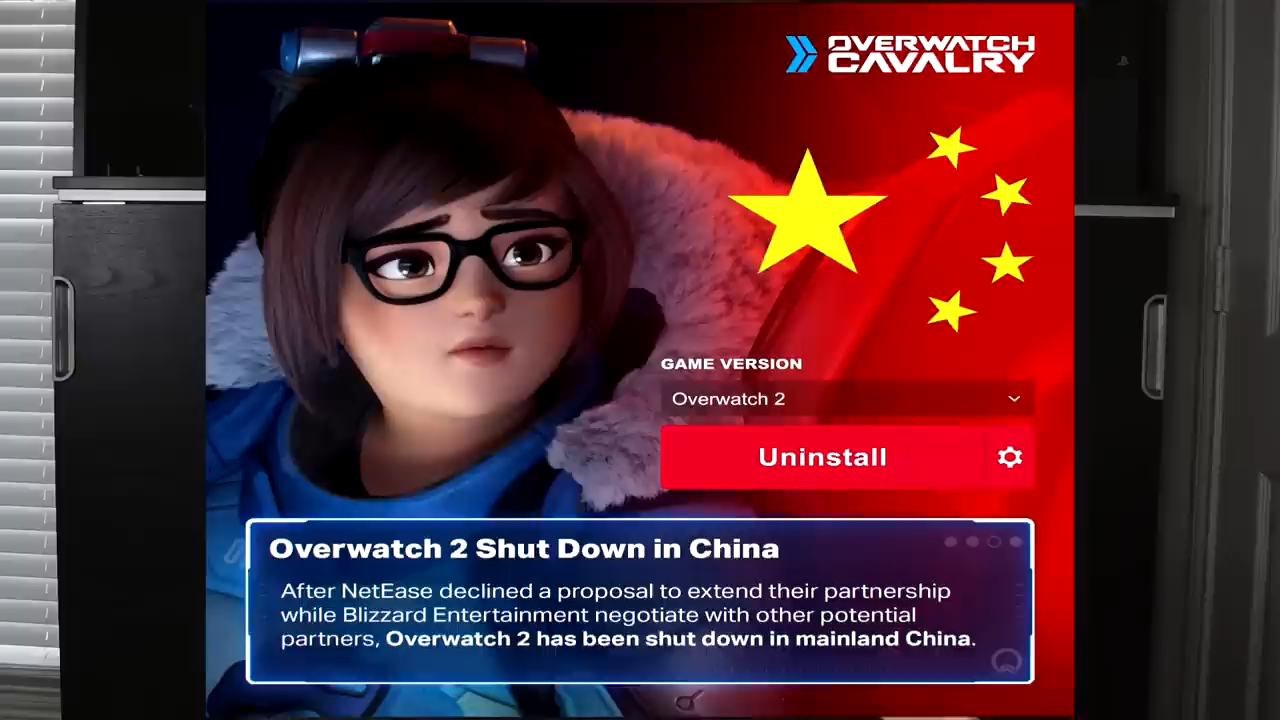 OVERWATCH
CAVALRY
GAME VERSION
Overwatch 2
Uninstall
Overwatch 2 Shut Down in China
After NetEase declined a proposal to extend their partnership
while Blizzard Entertainment negotiate with other potential
partners, Overwatch 2 has been shut down in mainland China.